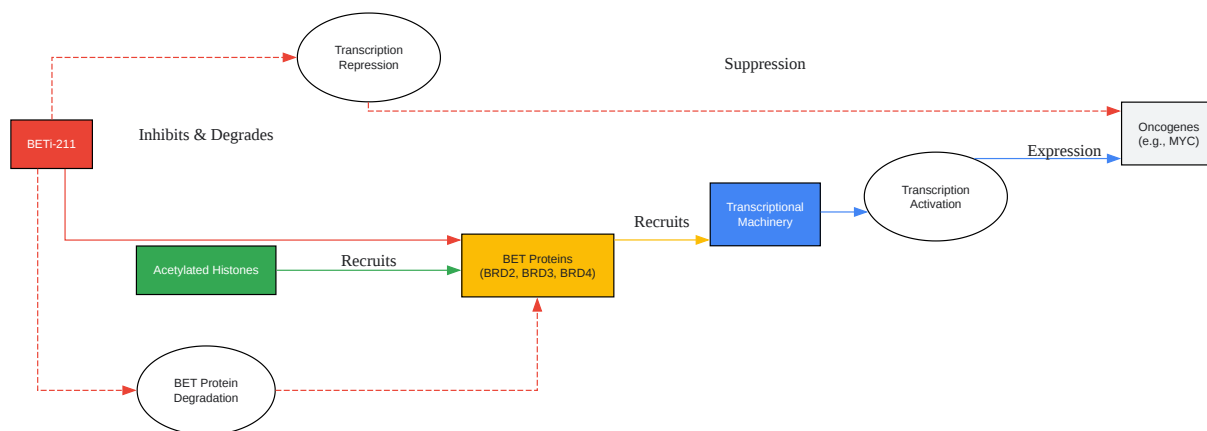 Transcription
Repression
Suppression
BETi-211
Inhibits & Degrades
Oncogenes
(e.g., MYC)
Expression
Transcription
Activation
Transcriptional
Machinery
Recruits
BET Proteins
(BRD2, BRD3, BRD4)
Recruits
Acetylated Histones
BET Protein
Degradation